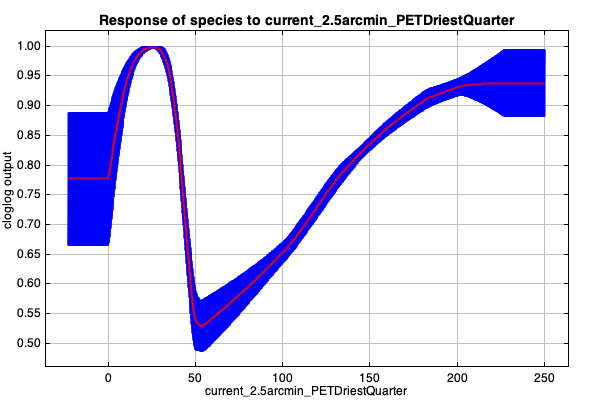 Response of species to current_2.5arcmin_PETDriestQuarter
1.00
0.95
0.90
0.85
0.80
0.75
0.70
0.65
0.60
0.55
0.50
cloglog output
0 50 100 150 200 250
current_2.5arcmin_PETDriestQuarter